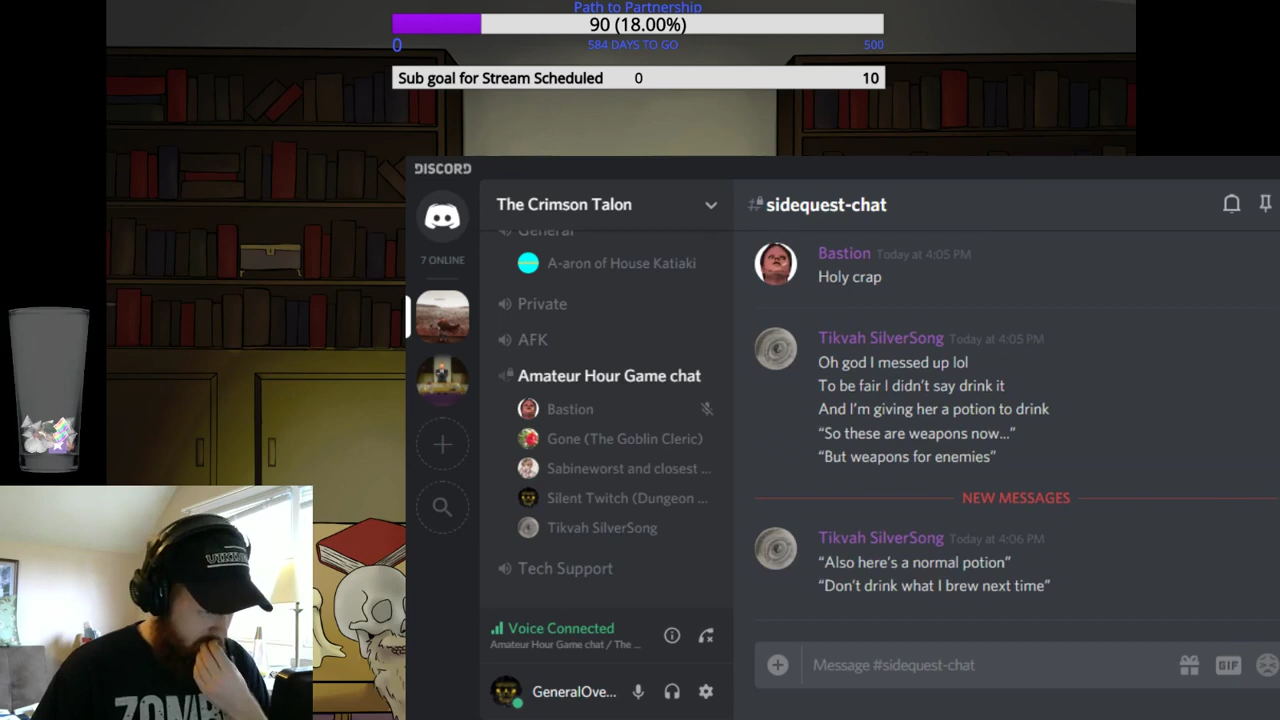 Path to Partnership
90 (18.00%)
0
584 DAYS TO GO
500
Sub goal for Stream Scheduled
0
10
DISCORD
7 ONLINE
The Crimson Talon
General
A-aron of House Katiaki
Private
AFK
Amateur Hour Game chat
Bastion
Gone (The Goblin Cleric)
Sabineworst and closest ...
Silent Twitch (Dungeon ...
Tikvah SilverSong
Tech Support
Voice Connected
Amateur Hour Game chat / The ...
GeneralOve...
sidequest-chat
Bastion Today at 4:05 PM
Holy crap
Tikvah SilverSong Today at 4:05 PM
Oh god I messed up lol
To be fair I didn't say drink it
And I'm giving her a potion to drink
“So these are weapons now...”
“But weapons for enemies”
NEW MESSAGES
Tikvah SilverSong Today at 4:06 PM
“Also here's a normal potion”
“Don't drink what I brew next time”
Message #sidequest-chat
GIF